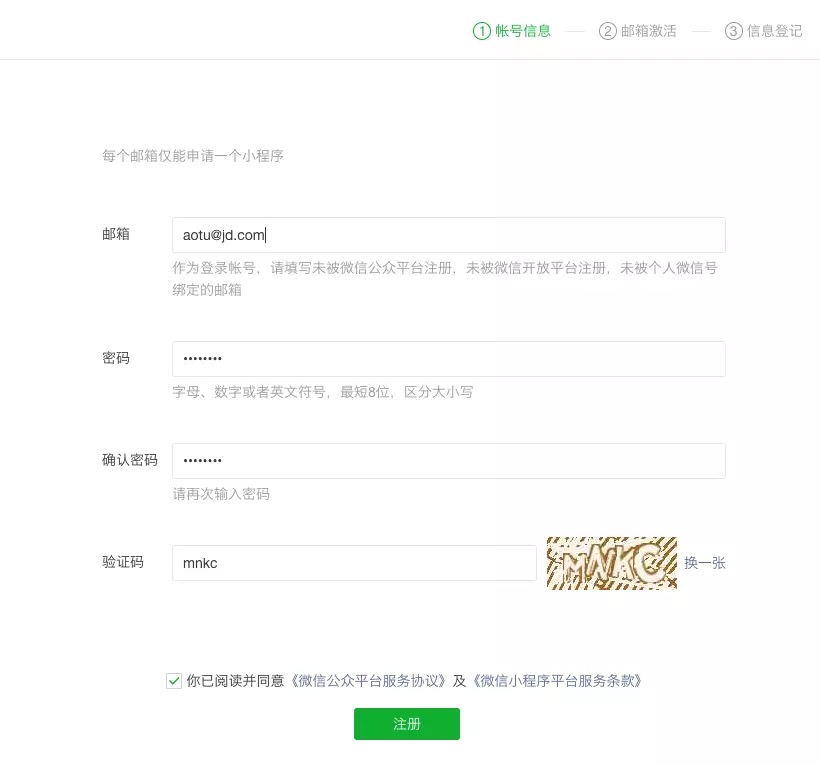 ① 帐号信息 ② 邮箱激活 ③ 信息登记
每个邮箱仅能申请一个小程序
邮箱 aotu@jd.com
作为登录帐号，请填写未被微信公众平台注册，未被微信开放平台注册，未被个人微信号
绑定的邮箱
密码 ••••••••
字母、数字或者英文符号，最短8位，区分大小写
确认密码 ••••••••
请再次输入密码
验证码 mnkc MNKC 换一张
你已阅读并同意《微信公众平台服务协议》及《微信小程序平台服务条款》
注册